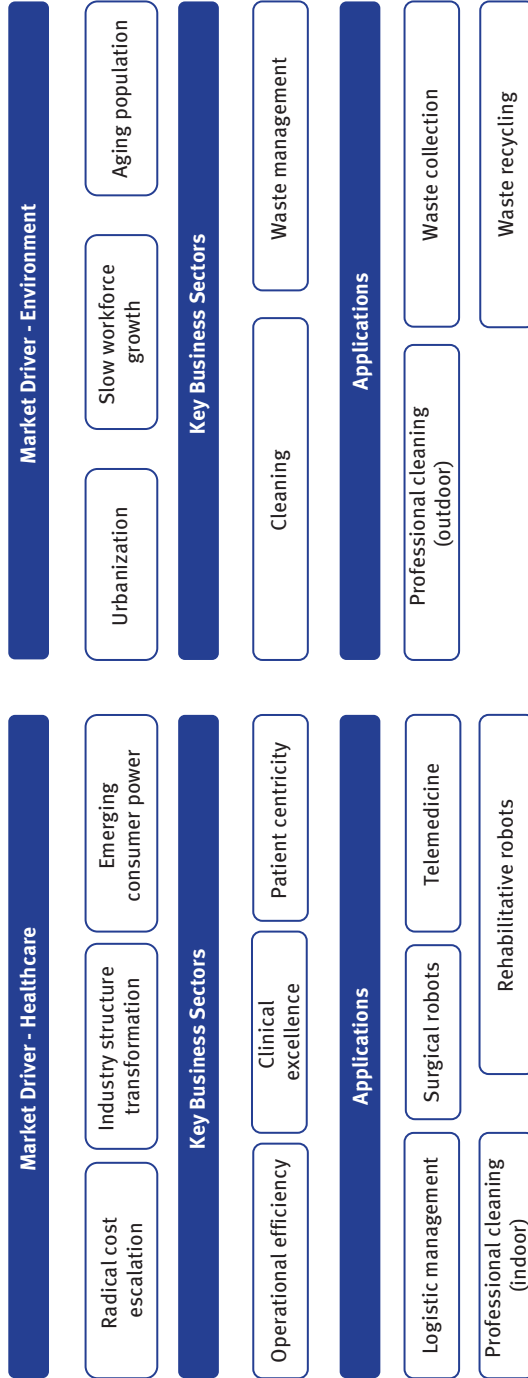 Market Driver - Healthcare
Radical cost
escalation
Industry structure
transformation
Emerging
consumer power
Key Business Sectors
Operational efficiency
Clinical
excellence
Patient centricity
Applications
Logistic management
Surgical robots
Telemedicine
Professional cleaning
(indoor)
Rehabilitative robots
Market Driver - Environment
Urbanization
Slow workforce
growth
Aging population
Key Business Sectors
Cleaning
Waste management
Applications
Professional cleaning
(outdoor)
Waste collection
Waste recycling